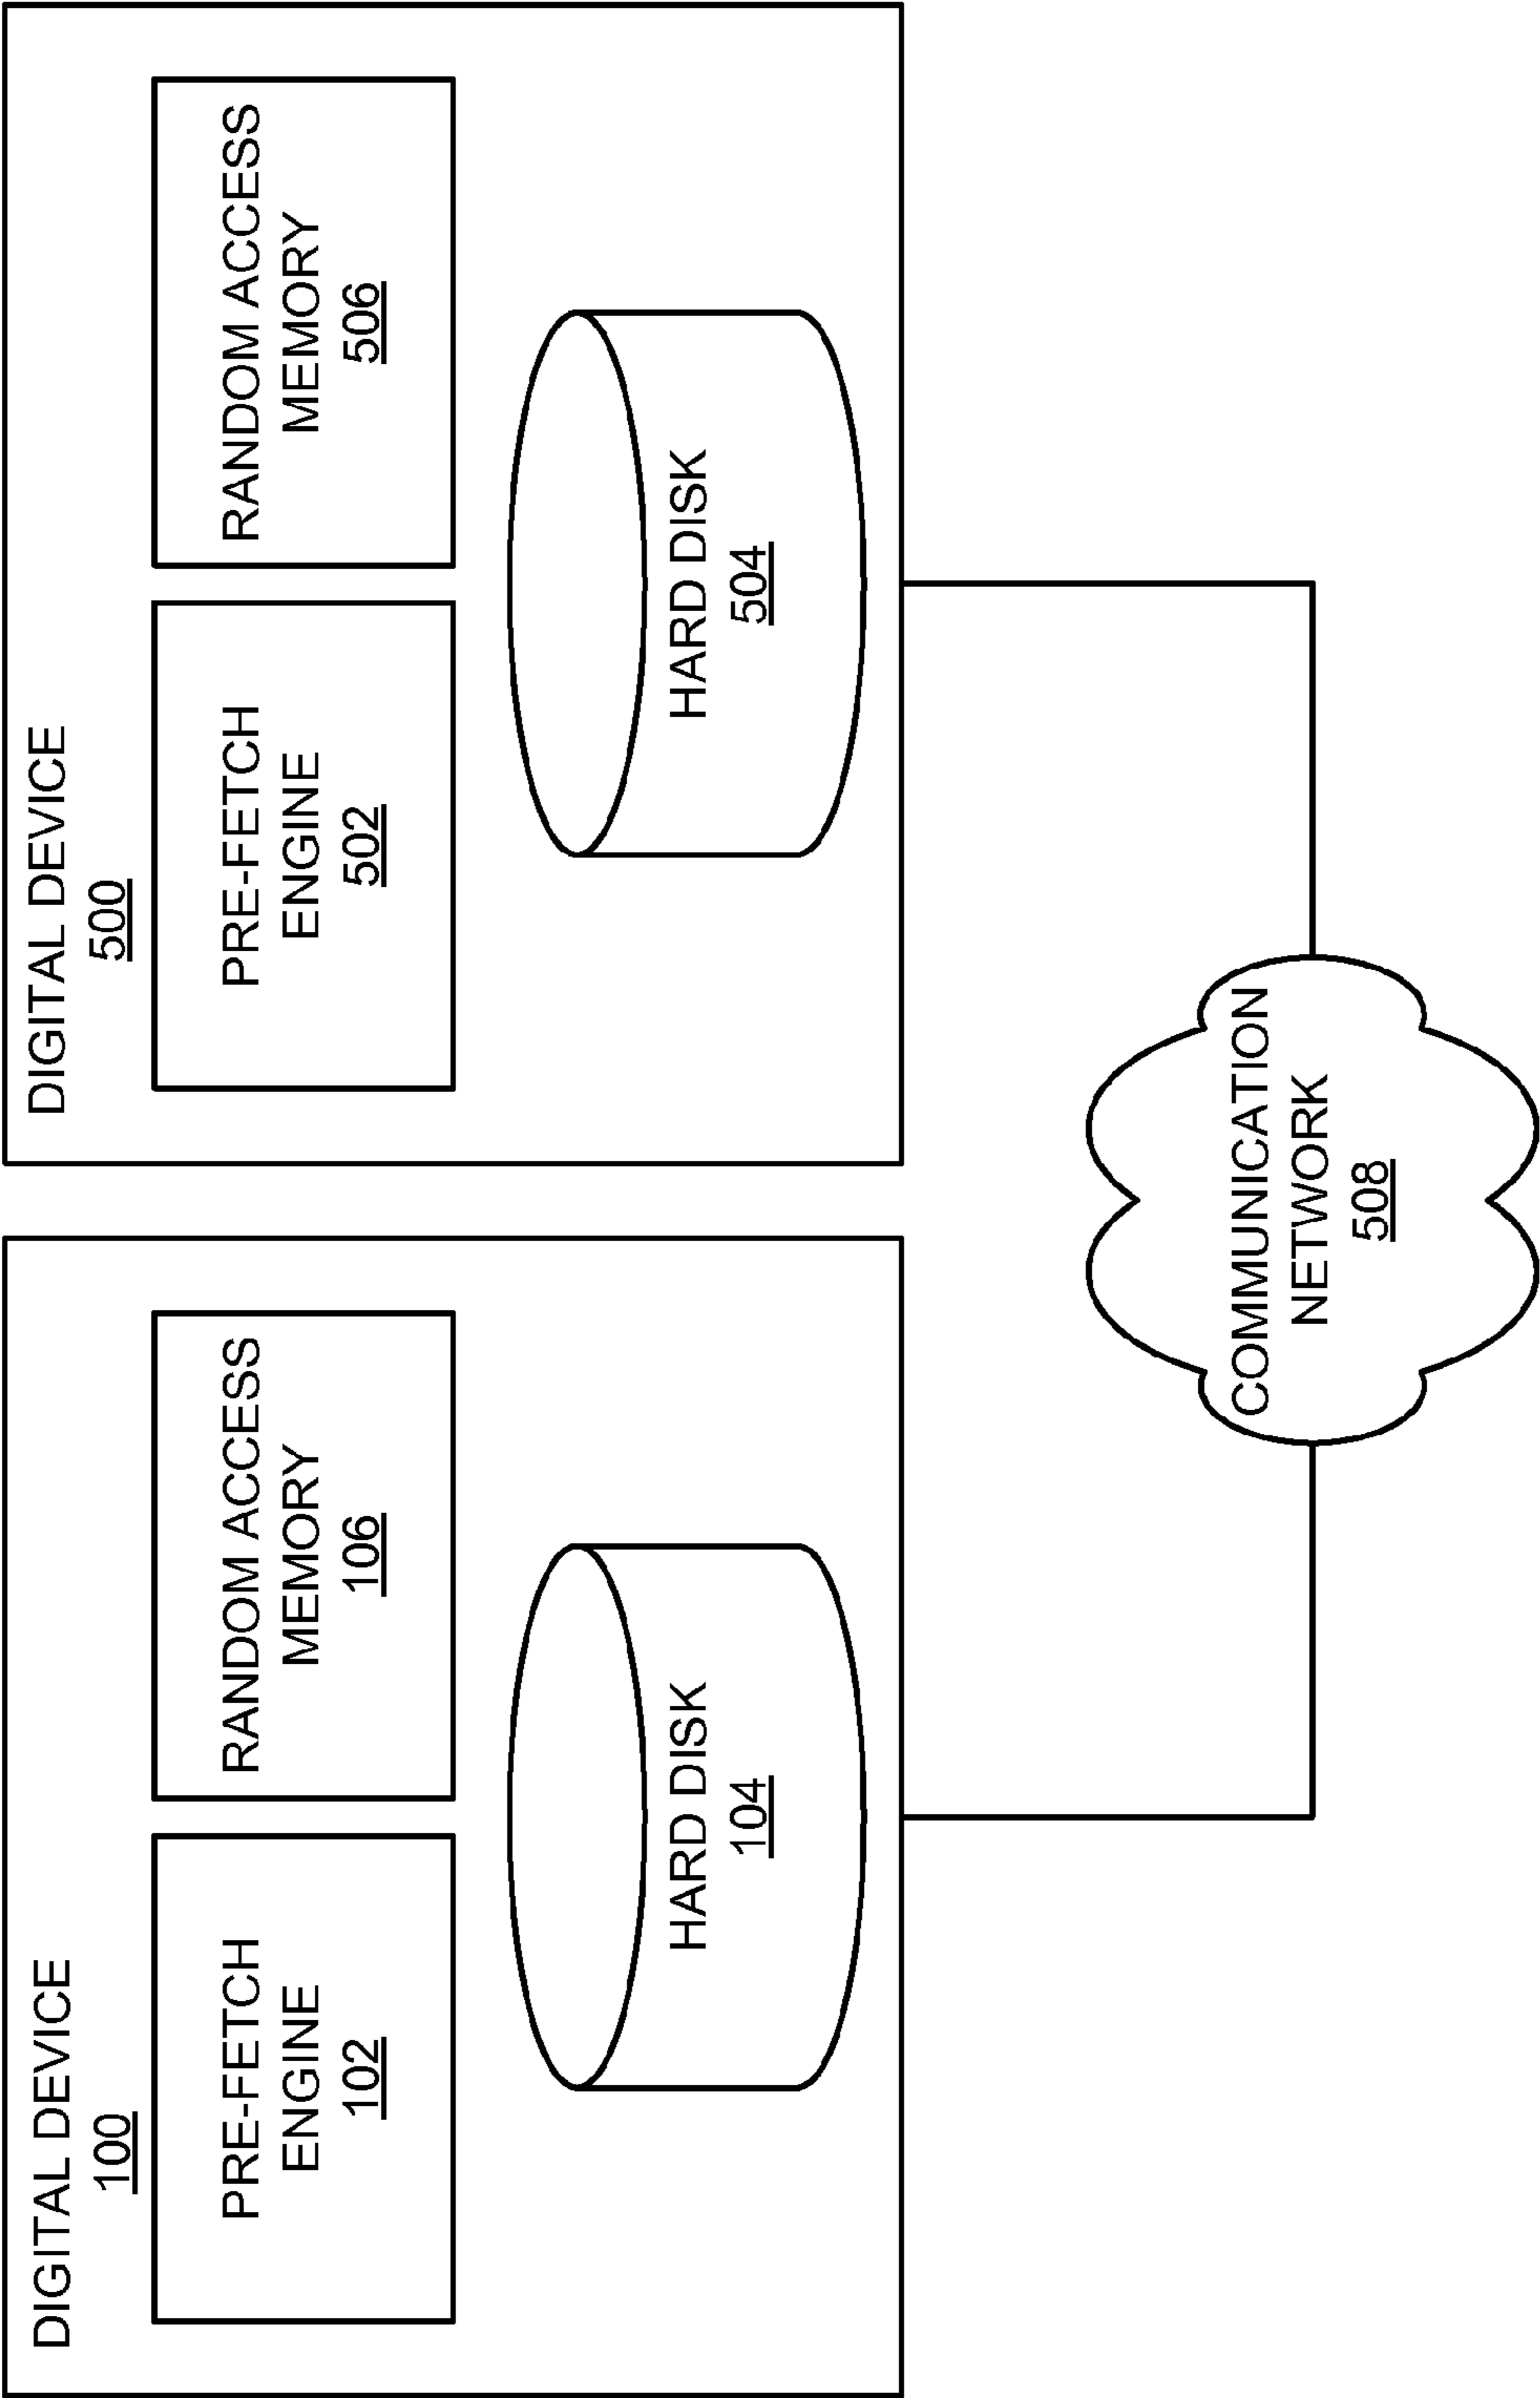 DIGITAL DEVICE
100
PRE-FETCH
ENGINE
102
RANDOM ACCESS
MEMORY
106
HARD DISK
104
DIGITAL DEVICE
500
PRE-FETCH
ENGINE
502
RANDOM ACCESS
MEMORY
506
HARD DISK
504
COMMUNICATION
NETWORK
508